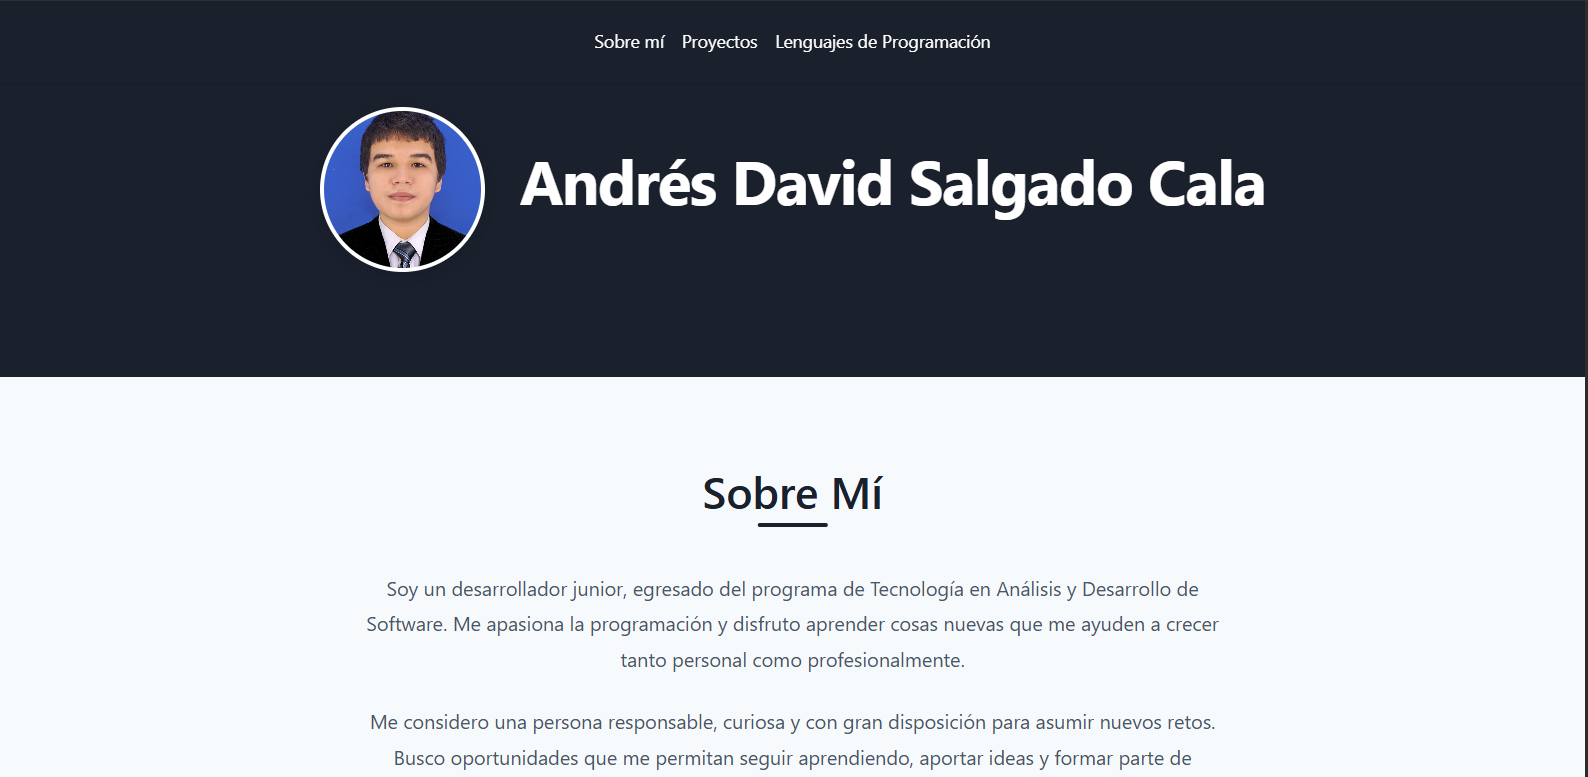 Sobre mí Proyectos Lenguajes de Programación
Andrés David Salgado Cala
Sobre Mí
Soy un desarrollador junior, egresado del programa de Tecnología en Análisis y Desarrollo de
Software. Me apasiona la programación y disfruto aprender cosas nuevas que me ayuden a crecer
tanto personal como profesionalmente.
Me considero una persona responsable, curiosa y con gran disposición para asumir nuevos retos.
Busco oportunidades que me permitan seguir aprendiendo, aportar ideas y formar parte de